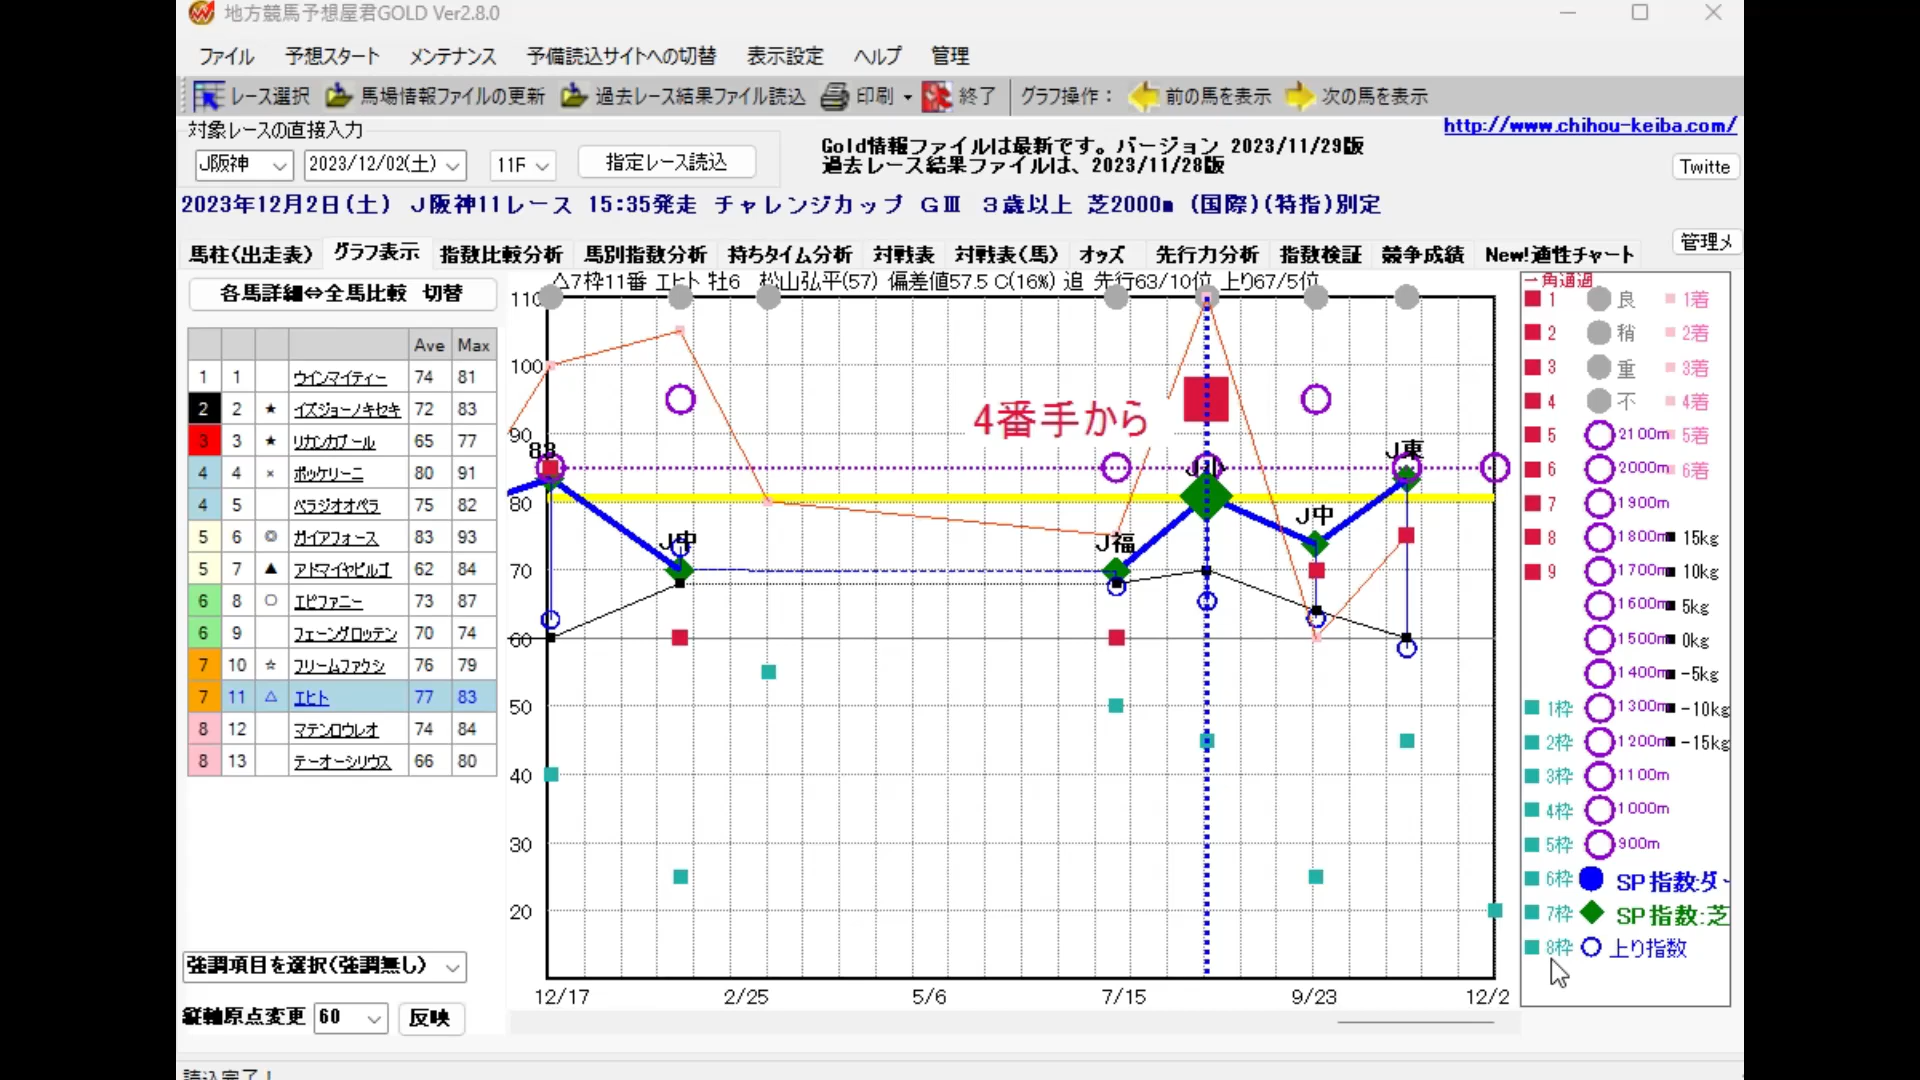 地方競馬予想屋君GOLD Ver2.8.0
ファイル 予想スタート メンテナンス 予備読込サイトへの切替 表示設定 ヘルプ 管理
レース選択 馬場情報ファイルの更新 過去レース結果ファイル読込 印刷 終了 グラフ操作： 前の馬を表示 次の馬を表示
対象レースの直接入力
http://www.chihou-keiba.com/
J阪神 2023/12/02(土) 11F 指定レース読込
Gold情報ファイルは最新です。バージョン 2023/11/29版
過去レース結果ファイルは、2023/11/28版
Twitte
2023年12月2日(土) J阪神11レース 15:35発走 チャレンジカップ GⅢ 3歳以上 芝2000m (国際)(特指)別定
管理メ
馬柱(出走表) グラフ表示 指数比較分析 馬別指数分析 持ちタイム分析 対戦表 対戦表(馬) オッズ 先行力分析 指数検証 競争成績 New!適性チャート
各馬詳細⇔全馬比較 切替
△7枠11番 エヒト 牡6 松山弘平(57) 偏差値57.5 C(16%) 追 先行63/10位 上り67/5位
Ave Max
1 1 ウインマイティー 74 81
2 2 ★ イズジョーノキセキ 72 83
3 3 ★ リカンカブール 65 77
4 4 × ボッケリーニ 80 91
4 5 ベラジオオペラ 75 82
5 6 ◎ ガイアフォース 83 93
5 7 ▲ アドマイヤビルゴ 62 84
6 8 ○ エピファニー 73 87
6 9 フェーングロッテン 70 74
7 10 ☆ フリームファクシ 76 79
7 11 △ エヒト 77 83
8 12 マテンロウレオ 74 84
8 13 テーオーシリウス 66 80
110
100
90
80
70
60
50
40
30
20
4番手から
83
J中
J福
J小
J中
J東
12/17 2/25 5/6 7/15 9/23 12/2
一角通過
1 良 1着
2 稍 2着
3 重 3着
4 不 4着
5 2100m 5着
6 2000m 6着
7 1900m
8 1800m 15kg
9 1700m 10kg
1600m 5kg
1500m 0kg
1400m -5kg
1枠 1300m -10kg
2枠 1200m -15kg
3枠 1100m
4枠 1000m
5枠 900m
6枠 SP指数:ダ
7枠 SP指数:芝
8枠 上り指数
強調項目を選択(強調無し)
縦軸原点変更 60 反映
読込完了！